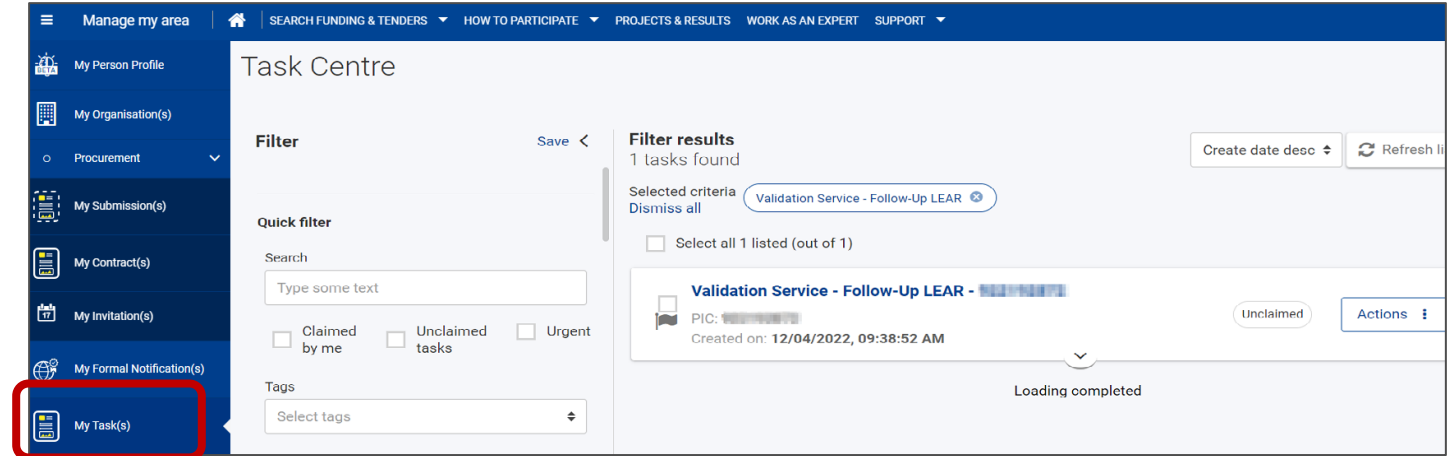 Manage my area
SEARCH FUNDING & TENDERS
HOW TO PARTICIPATE
PROJECTS & RESULTS
WORK AS AN EXPERT
SUPPORT
BETA
My Person Profile
My Organisation(s)
Procurement
My Submission(s)
My Contract(s)
17
My Invitation(s)
My Formal Notification(s)
My Task(s)
Task Centre
Filter
Save
Quick filter
Search
Type some text
Claimed
by me
Unclaimed
tasks
Urgent
Tags
Select tags
Filter results
1 tasks found
Create date desc
Refresh li
Selected criteria
Dismiss all
Validation Service - Follow-Up LEAR
Select all 1 listed (out of 1)
Validation Service - Follow-Up LEAR -
PIC:
Created on: 12/04/2022, 09:38:52 AM
Unclaimed
Actions
Loading completed